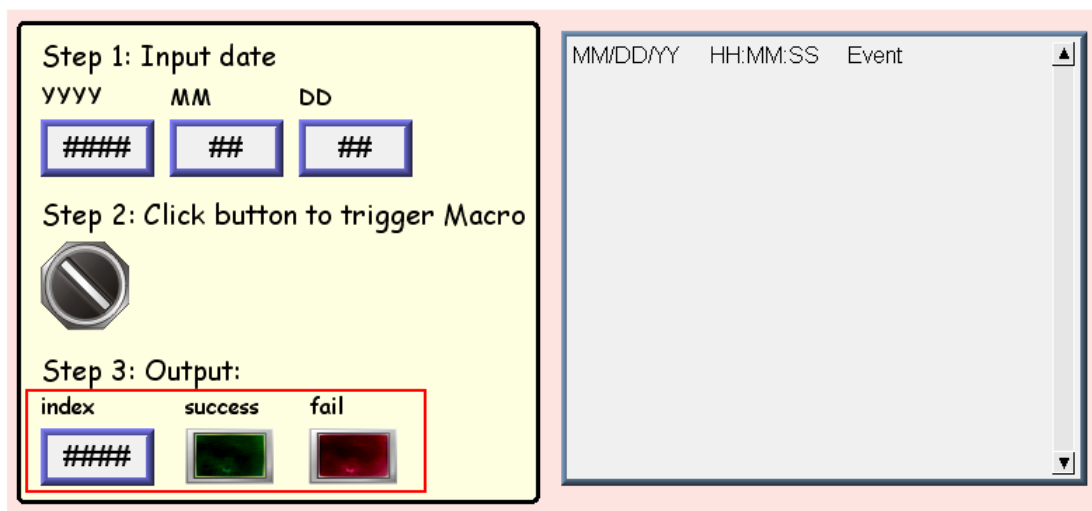 Step 1: Input date
YYYY MM DD
#### ## ##
Step 2: Click button to trigger Macro
Step 3: Output:
index success fail
####
MM/DD/YY HH:MM:SS Event